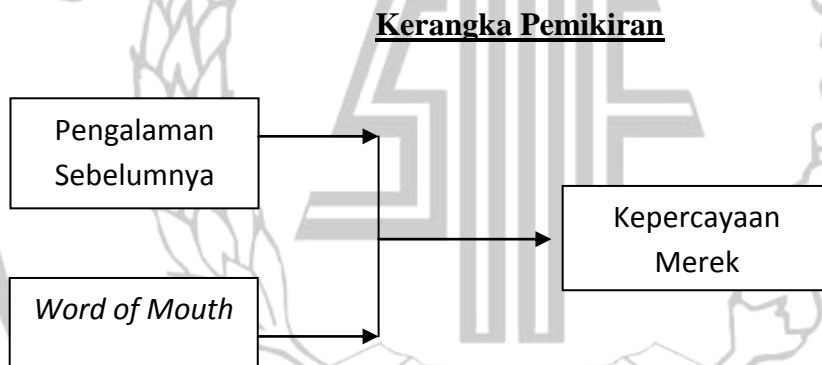 Kerangka Pemikiran
Pengalaman
Sebelumnya
Word of Mouth
Kepercayaan
Merek